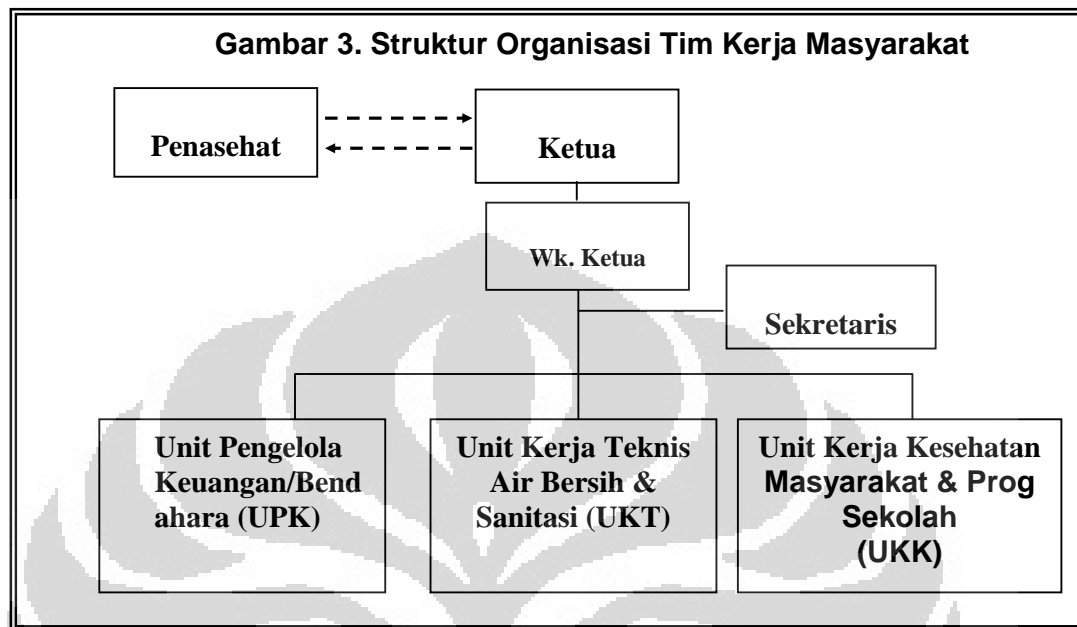 Gambar 3. Struktur Organisasi Tim Kerja Masyarakat
Penasehat
Ketua
Wk. Ketua
Sekretaris
Unit Pengelola
Keuangan/Bend
ahara (UPK)
Unit Kerja Teknis
Air Bersih &
Sanitasi (UKT)
Unit Kerja Kesehatan
Masyarakat & Prog
Sekolah
(UKK)